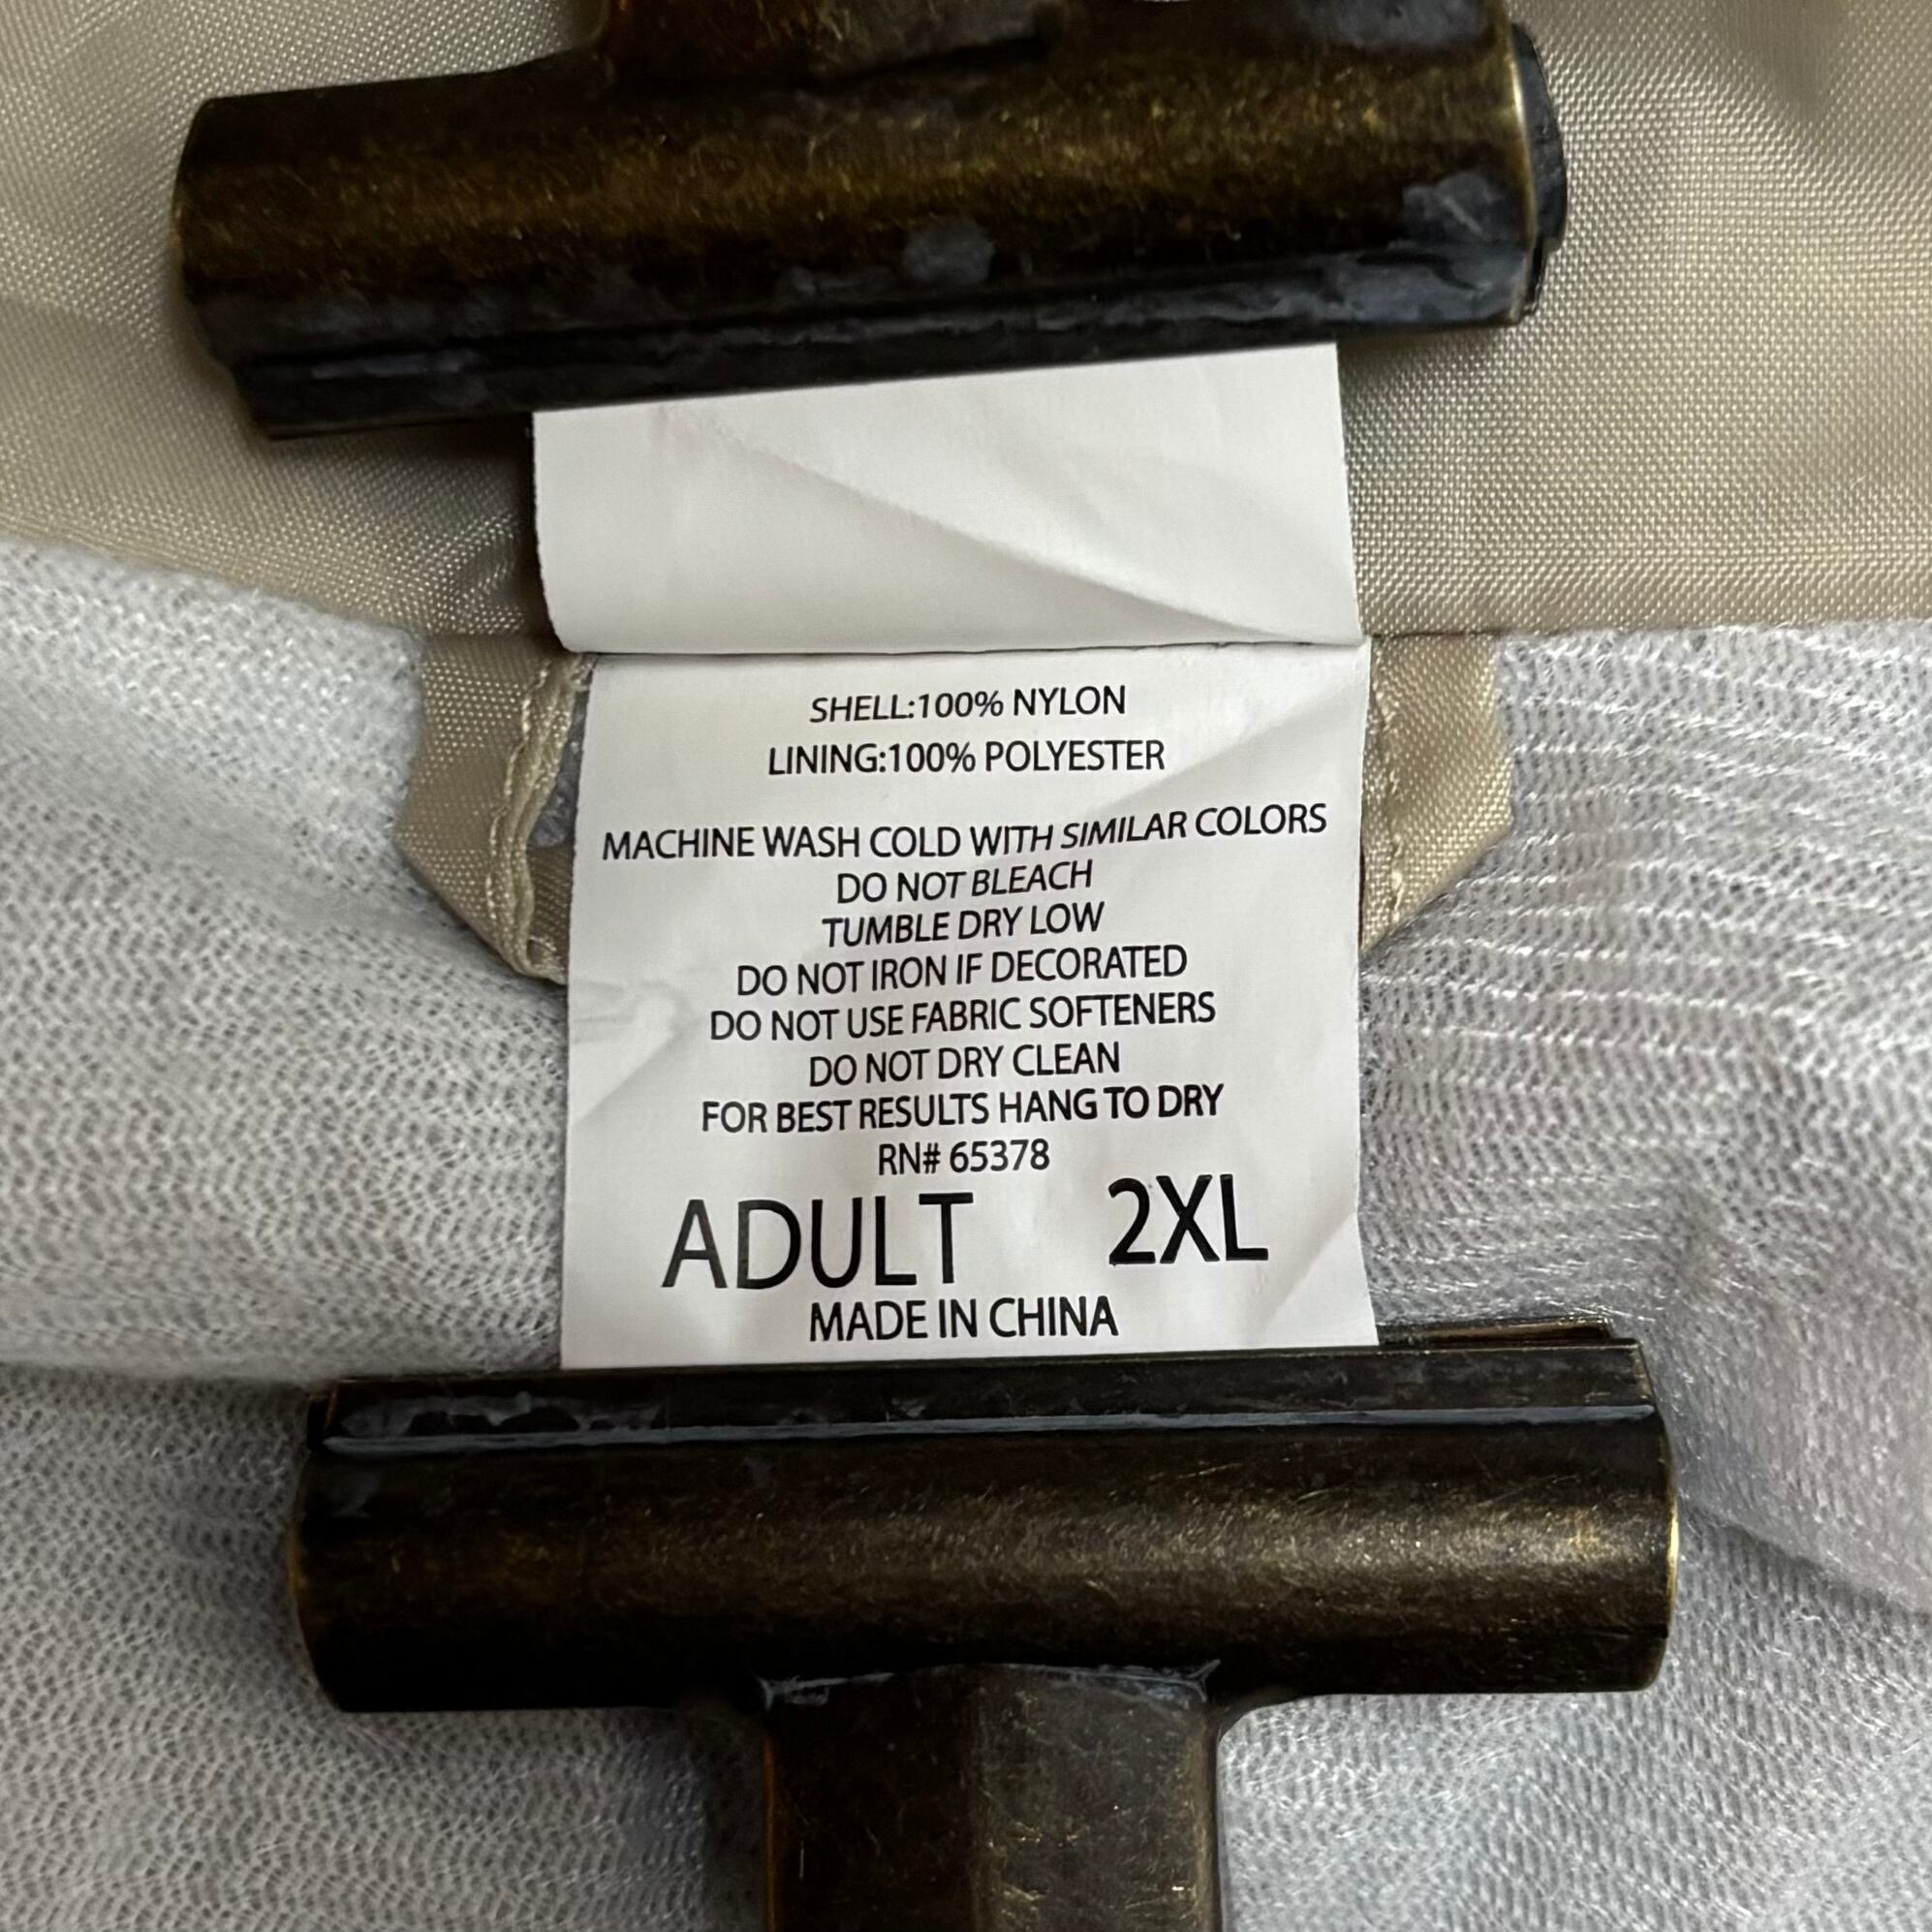 SHELL:100% NYLON
LINING:100% POLYESTER
MACHINE WASH COLD WITH SIMILAR COLORS
DO NOT BLEACH
TUMBLE DRY LOW
DO NOT IRON IF DECORATED
DO NOT USE FABRIC SOFTENERS
DO NOT DRY CLEAN
FOR BEST RESULTS HANG TO DRY
RN# 65378
ADULT 2XL
MADE IN CHINA